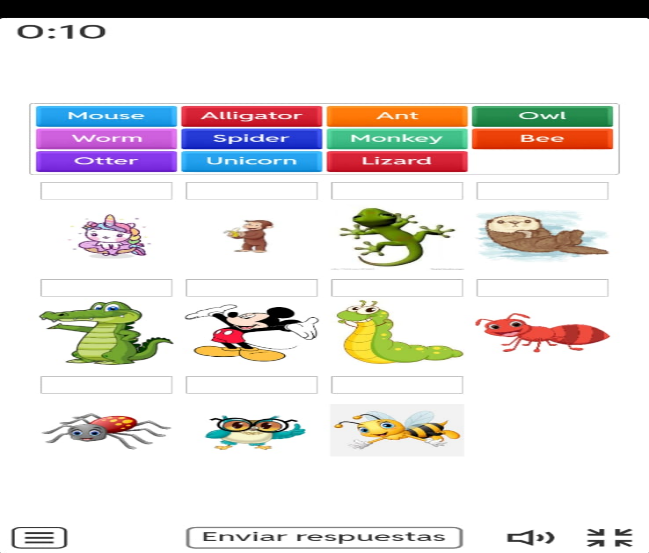 0:10
Mouse Alligator Ant Owl
Worm Spider Monkey Bee
Otter Unicorn Lizard
Enviar respuestas